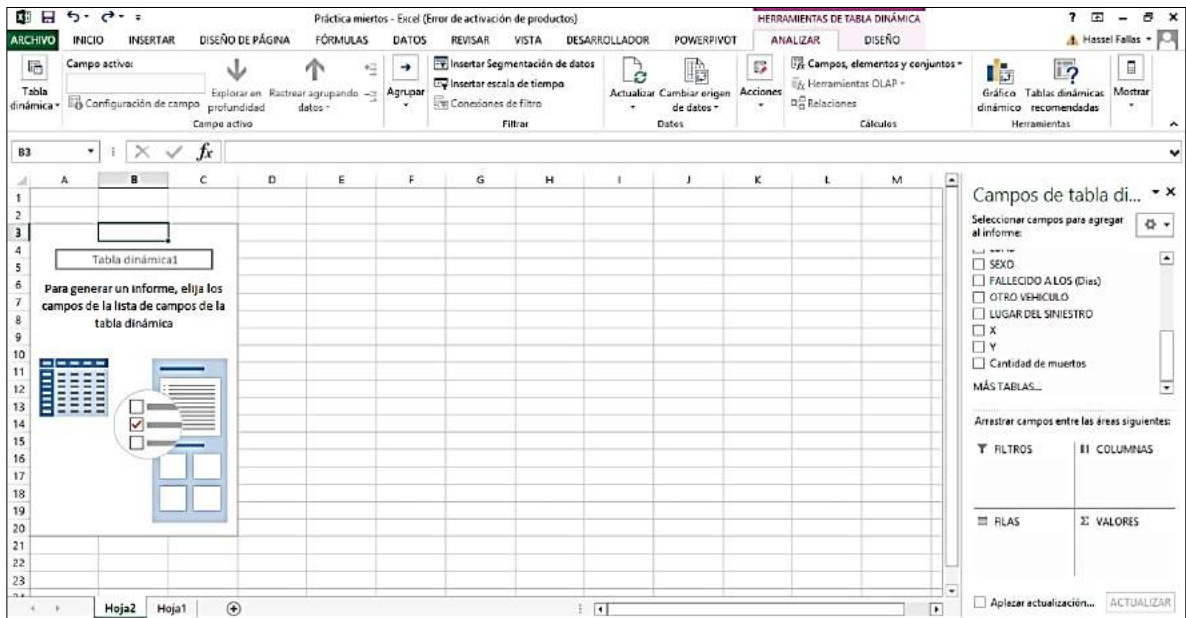 Práctica miertos - Excel (Error de activación de productos)
HERRAMIENTAS DE TABLA DINÁMICA
?
ARCHIVO INICIO INSERTAR DISEÑO DE PÁGINA FÓRMULAS DATOS REVISAR VISTA DESARROLLADOR POWERPIVOT ANALIZAR DISEÑO
Hassel Fallas
Tabla dinámica
Campo activo:
Configuración de campo
Explorar en profundidad
Rastrear agrupando datos
Campo activo
Agrupar
Insertar Segmentación de datos
Insertar escala de tiempo
Conexiones de filtro
Filtrar
Actualizar
Cambiar origen de datos
Datos
Acciones
Campos, elementos y conjuntos
Herramientas OLAP
Relaciones
Cálculos
Gráfico dinámico
Tablas dinámicas recomendadas
Herramientas
Mostrar
B3
fx
A B C D E F G H I J K L M
1
2
3
4
5
6
7
8
9
10
11
12
13
14
15
16
17
18
19
20
21
22
23
Tabla dinámica1
Para generar un informe, elija los
campos de la lista de campos de la
tabla dinámica
Campos de tabla di...
Seleccionar campos para agregar
al informe:
SEXO
FALLECIDO A LOS (Dias)
OTRO VEHICULO
LUGAR DEL SINIESTRO
X
Y
Cantidad de muertos
MÁS TABLAS...
Arrastrar campos entre las áreas siguientes:
FILTROS
COLUMNAS
FILAS
Σ VALORES
Aplazar actualización... ACTUALIZAR
Hoja2 Hoja1